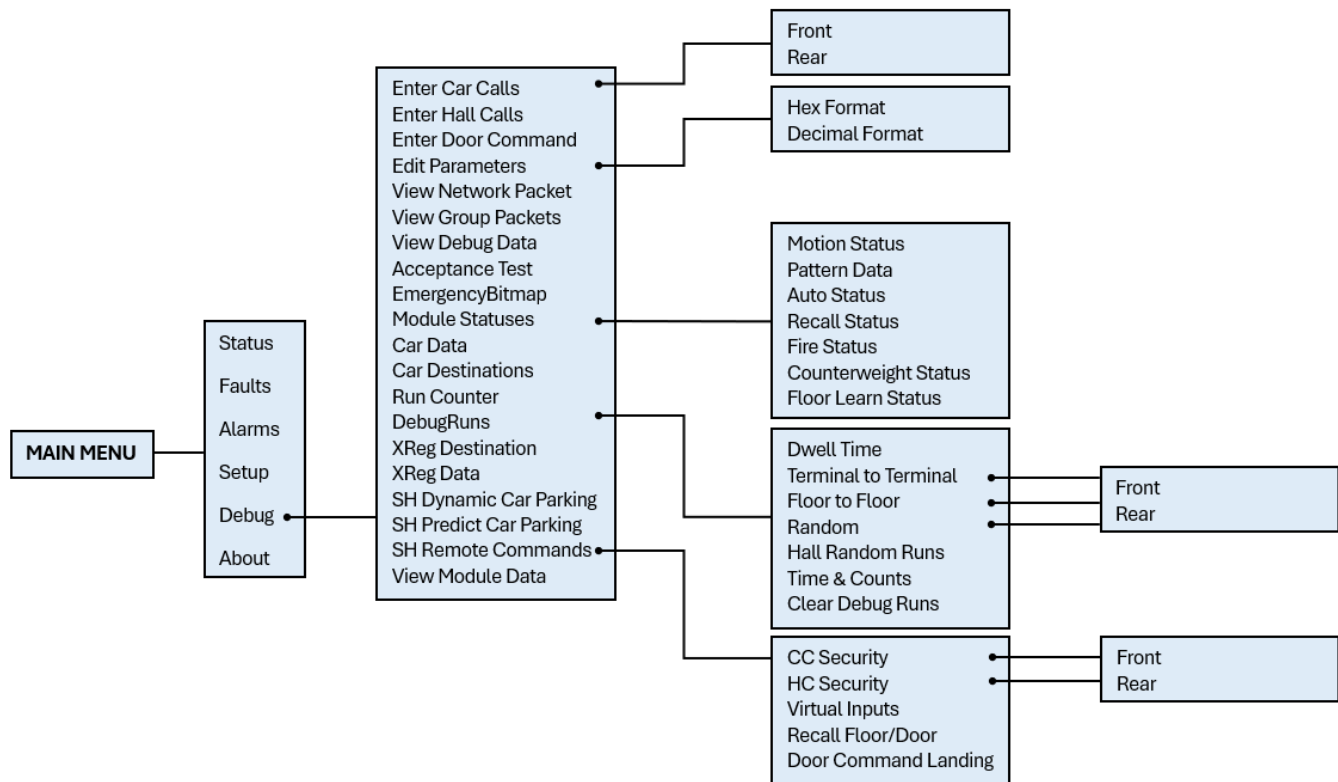 MAIN MENU
Status
Faults
Alarms
Setup
Debug
About
Enter Car Calls
Enter Hall Calls
Enter Door Command
Edit Parameters
View Network Packet
View Group Packets
View Debug Data
Acceptance Test
EmergencyBitmap
Module Statuses
Car Data
Car Destinations
Run Counter
DebugRuns
XReg Destination
XReg Data
SH Dynamic Car Parking
SH Predict Car Parking
SH Remote Commands
View Module Data
Front
Rear
Hex Format
Decimal Format
Motion Status
Pattern Data
Auto Status
Recall Status
Fire Status
Counterweight Status
Floor Learn Status
Dwell Time
Terminal to Terminal
Floor to Floor
Random
Hall Random Runs
Time & Counts
Clear Debug Runs
Front
Rear
CC Security
HC Security
Virtual Inputs
Recall Floor/Door
Door Command Landing
Front
Rear